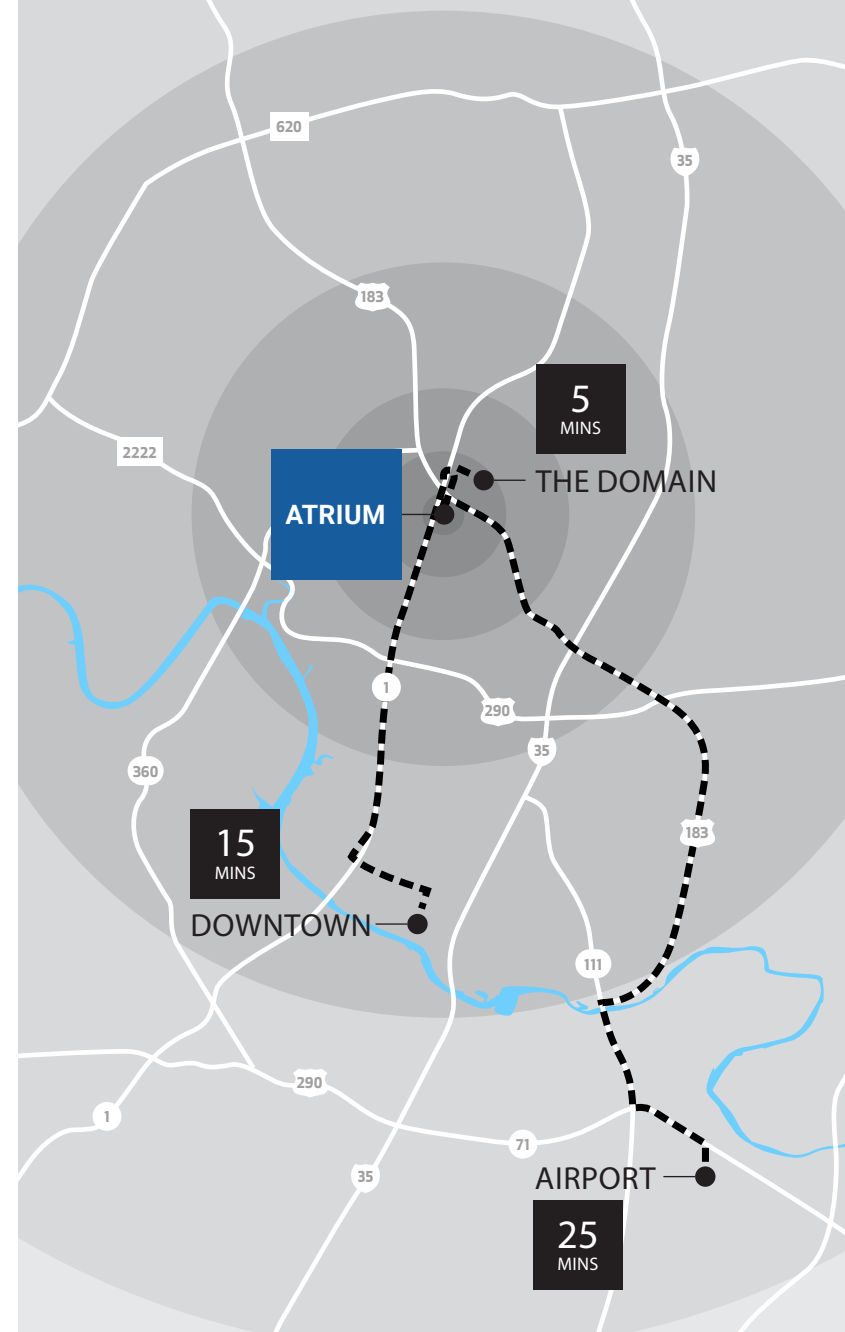 620
35
183
5
MINS
2222
THE DOMAIN
ATRIUM
1
290
35
360
183
15
MINS
DOWNTOWN
111
290
1
71
35
AIRPORT
25
MINS